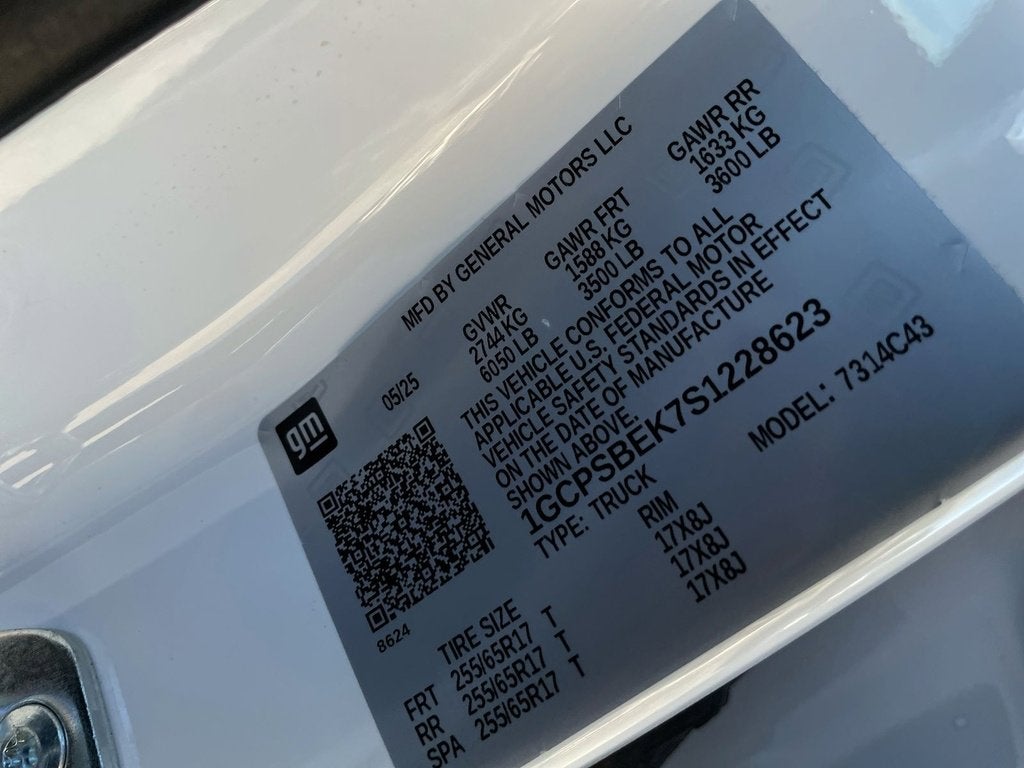 gm
05/25
MFD BY GENERAL MOTORS LLC
GVWR GAWR FRT GAWR RR
2744 KG 1588 KG 1633 KG
6050 LB 3500 LB 3600 LB
THIS VEHICLE CONFORMS TO ALL
APPLICABLE U.S. FEDERAL MOTOR
VEHICLE SAFETY STANDARDS IN EFFECT
ON THE DATE OF MANUFACTURE
SHOWN ABOVE.
1GCPSBEK7S1228623
TYPE: TRUCK MODEL: 7314C43
8624
TIRE SIZE RIM
FRT 255/65R17 T 17X8J
RR 255/65R17 T 17X8J
SPA 255/65R17 T 17X8J